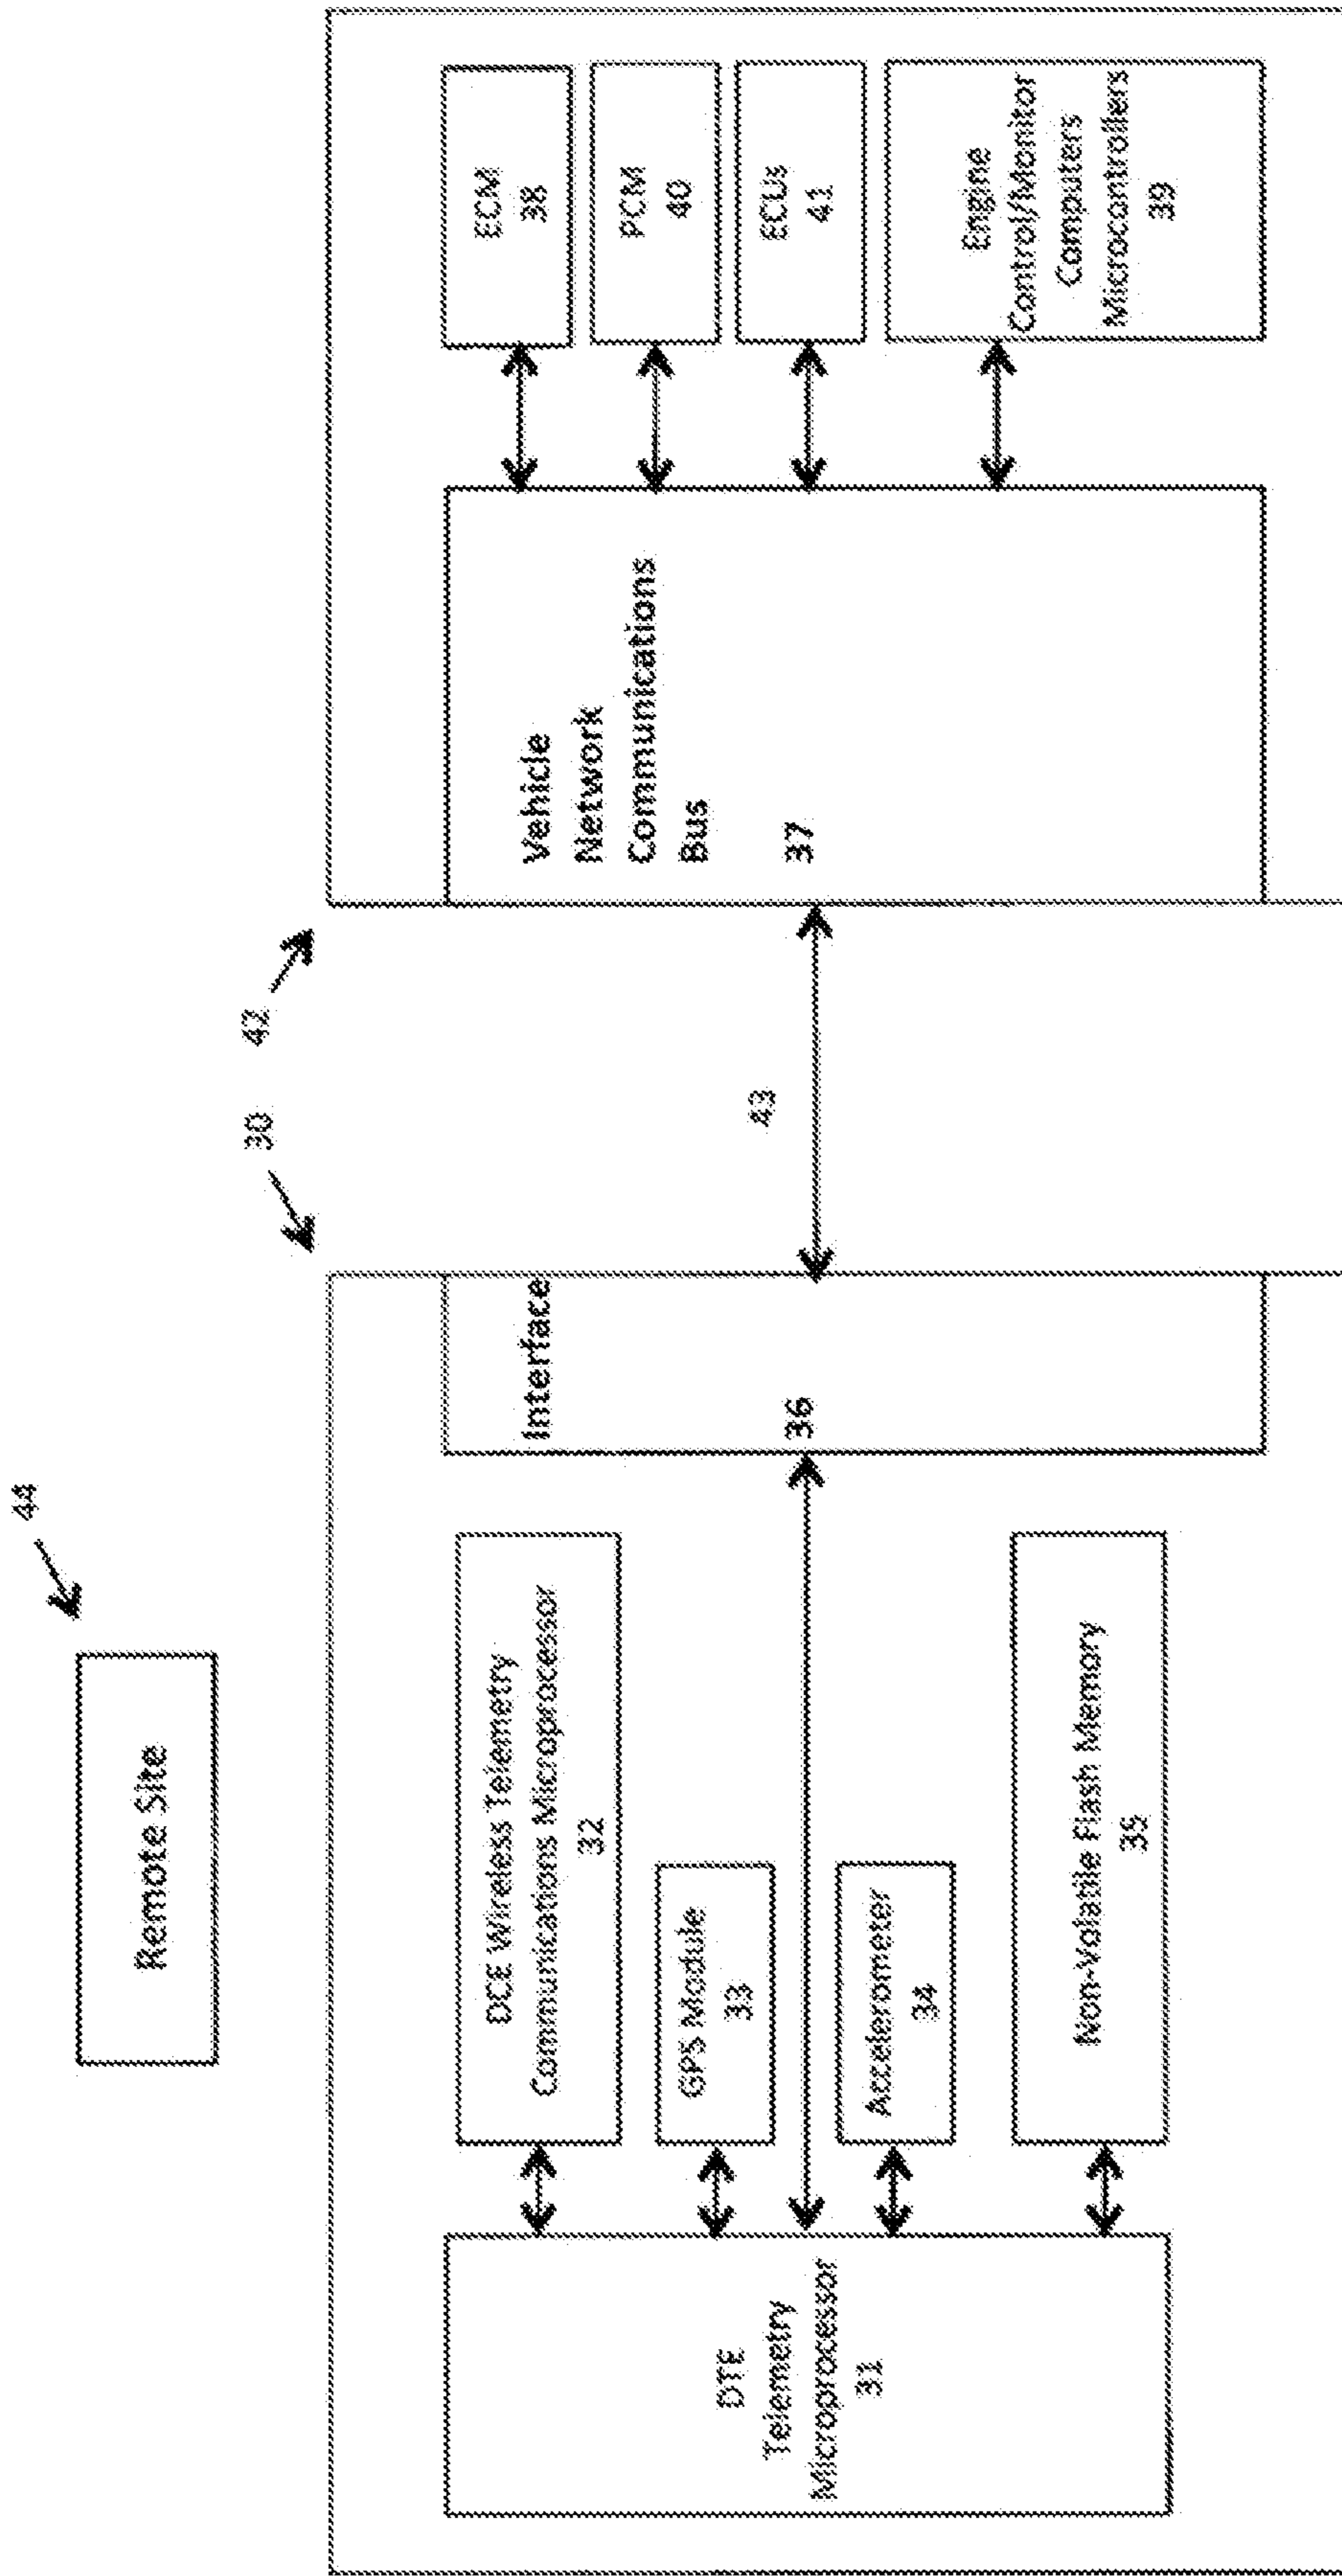 44
Remote Site
30
42
DTE
Telemetry
Microprocessor
31
DCE Wireless Telemetry
Communications Microprocessor
32
GPS Module
33
Accelerometer
34
Non-Volatile Flash Memory
35
Interface
36
43
Vehicle
Network
Communications
Bus
37
ECM
38
PCM
40
ECUs
41
Engine
Control/Monitor
Computers
Microcontrollers
39